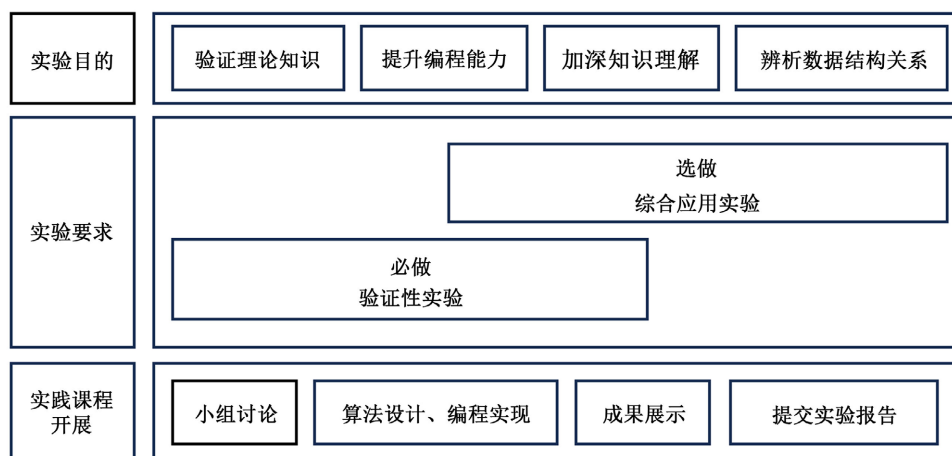 实验目的
验证理论知识
提升编程能力
加深知识理解
辨析数据结构关系
实验要求
选做
综合应用实验
必做
验证性实验
实践课程
开展
小组讨论
算法设计、编程实现
成果展示
提交实验报告